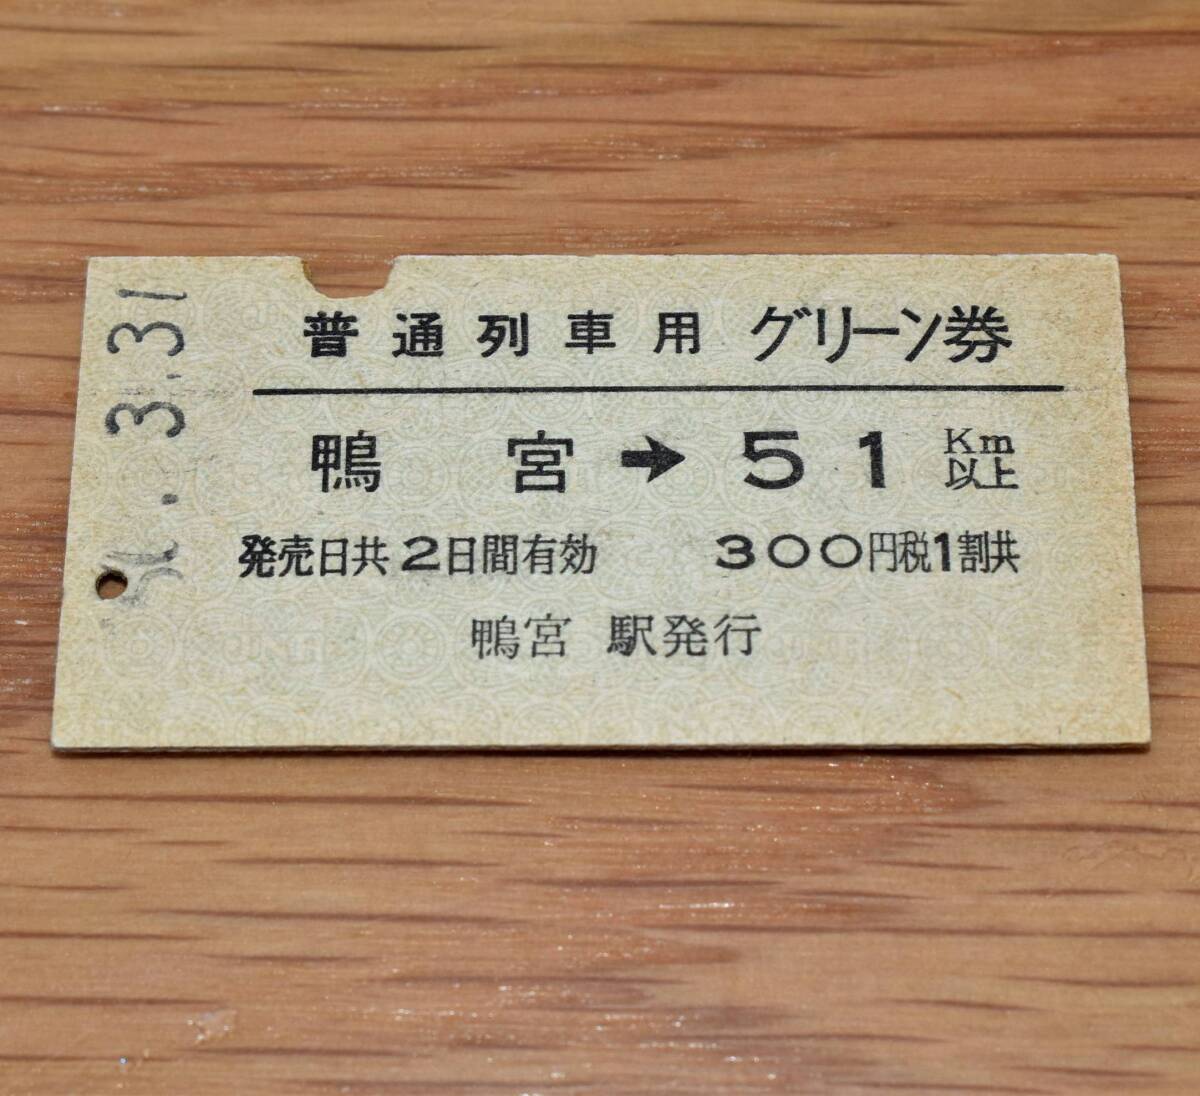 普通列車用 グリーン券
鴨宮➔51Km以上
発売日共2日間有効 300円税1割共
鴨宮 駅発行
.3.31